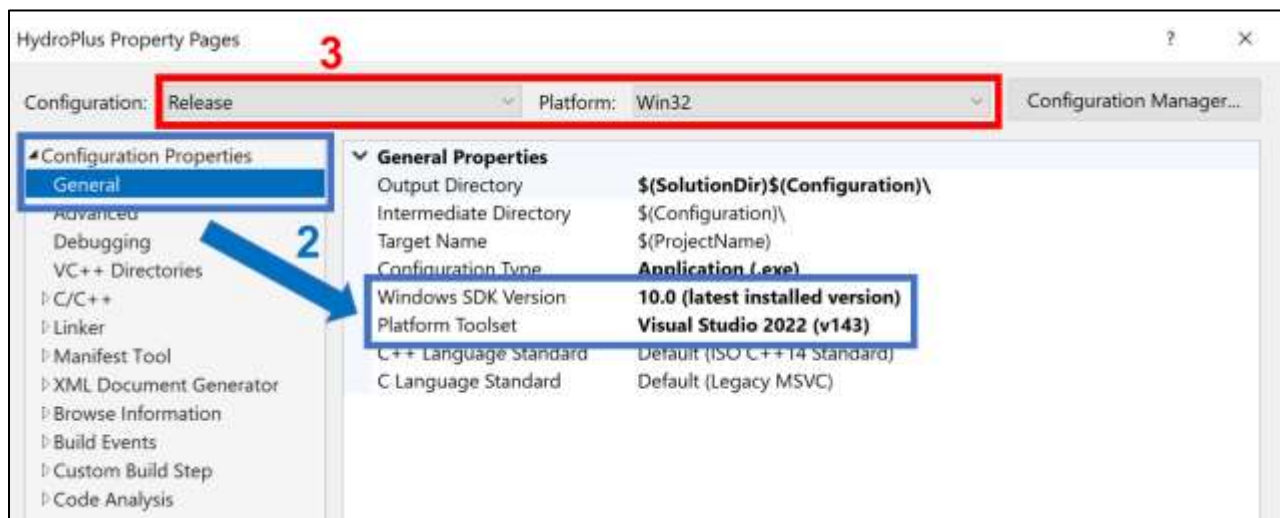 HydroPlus Property Pages ? ×
3
Configuration: Release Platform: Win32 Configuration Manager...
Configuration Properties
General
Advanced
Debugging
VC++ Directories
C/C++
Linker
Manifest Tool
XML Document Generator
Browse Information
Build Events
Custom Build Step
Code Analysis
2
General Properties
Output Directory $(SolutionDir)$(Configuration)\
Intermediate Directory $(Configuration)\
Target Name $(ProjectName)
Configuration Type Application (.exe)
Windows SDK Version 10.0 (latest installed version)
Platform Toolset Visual Studio 2022 (v143)
C++ Language Standard Default (ISO C++14 Standard)
C Language Standard Default (Legacy MSVC)